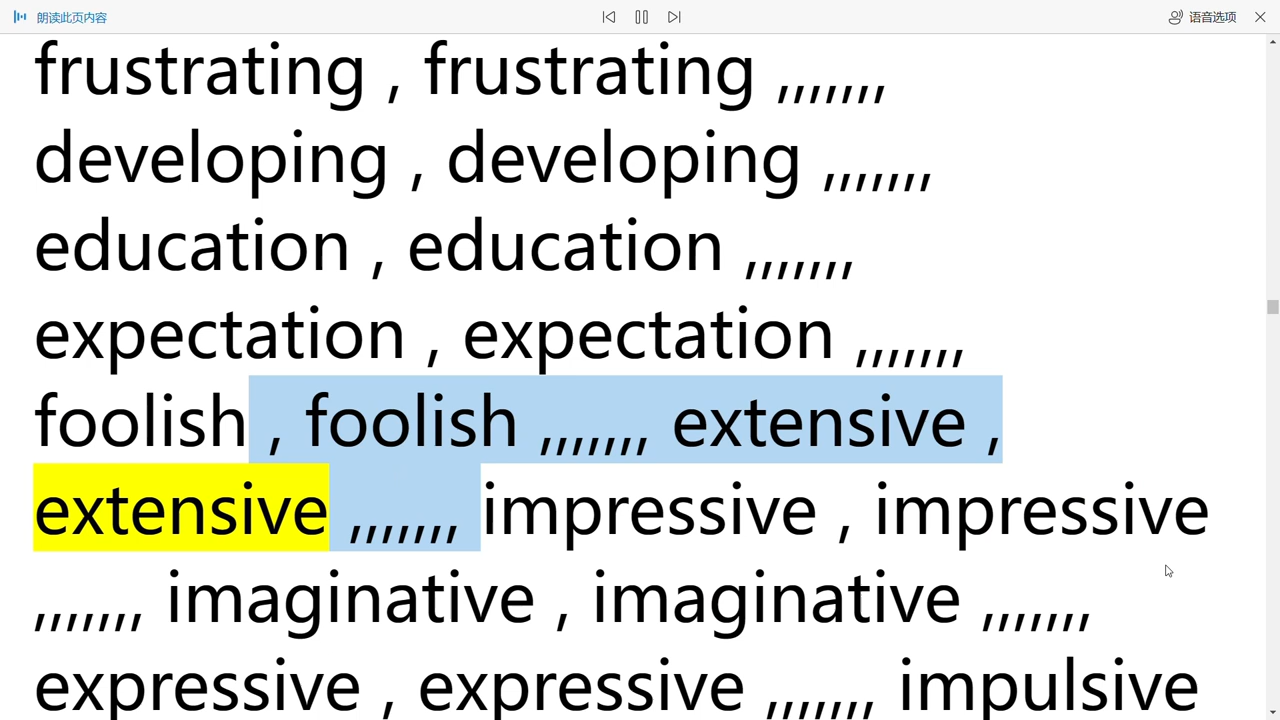 朗读此页内容 语音选项
frustrating , frustrating ,,,,,,,
developing , developing ,,,,,,,
education , education ,,,,,,,
expectation , expectation ,,,,,,,
foolish , foolish ,,,,,,, extensive ,
extensive ,,,,,,, impressive , impressive
,,,,,,, imaginative , imaginative ,,,,,,,
expressive , expressive ,,,,,,, impulsive